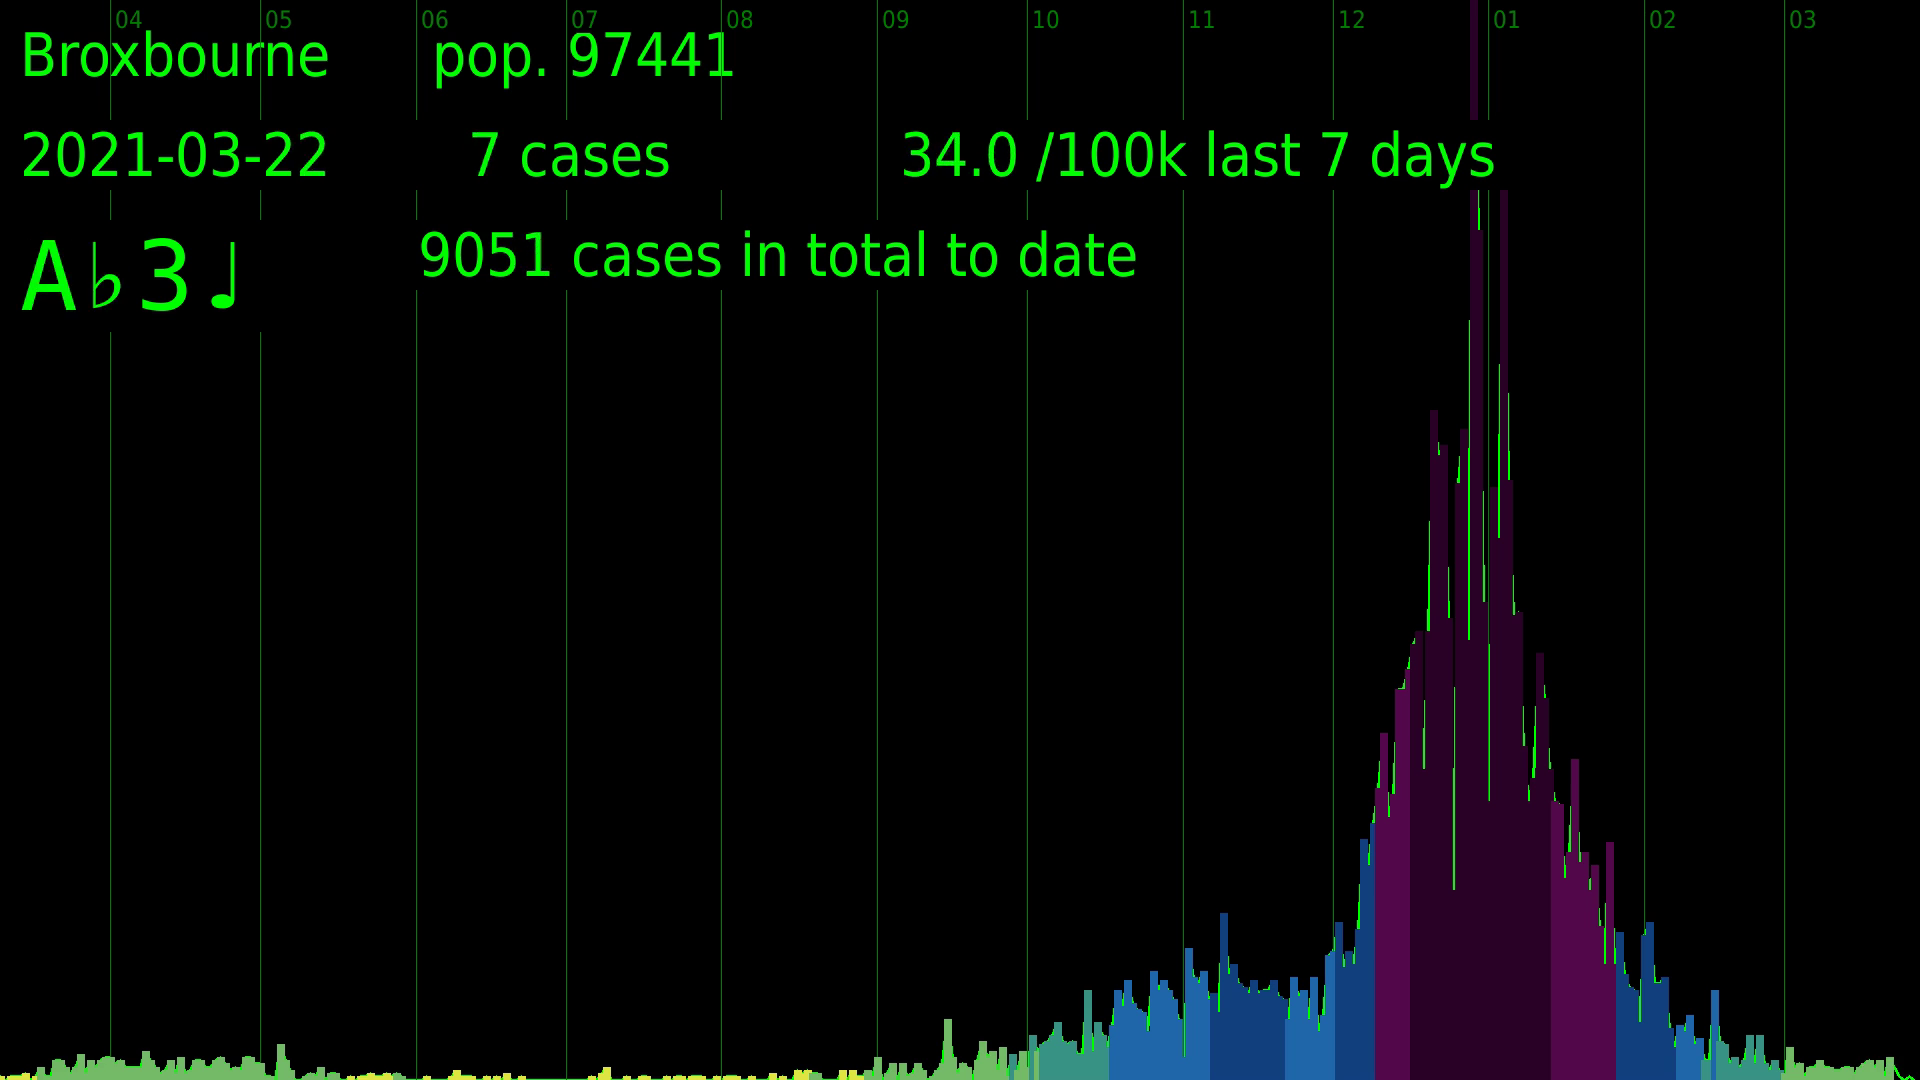 04 05 06 07 08 09 10 11 12 01 02 03
Broxbourne pop. 97441
2021-03-22 7 cases 34.0 /100k last 7 days
A♭3♩ 9051 cases in total to date